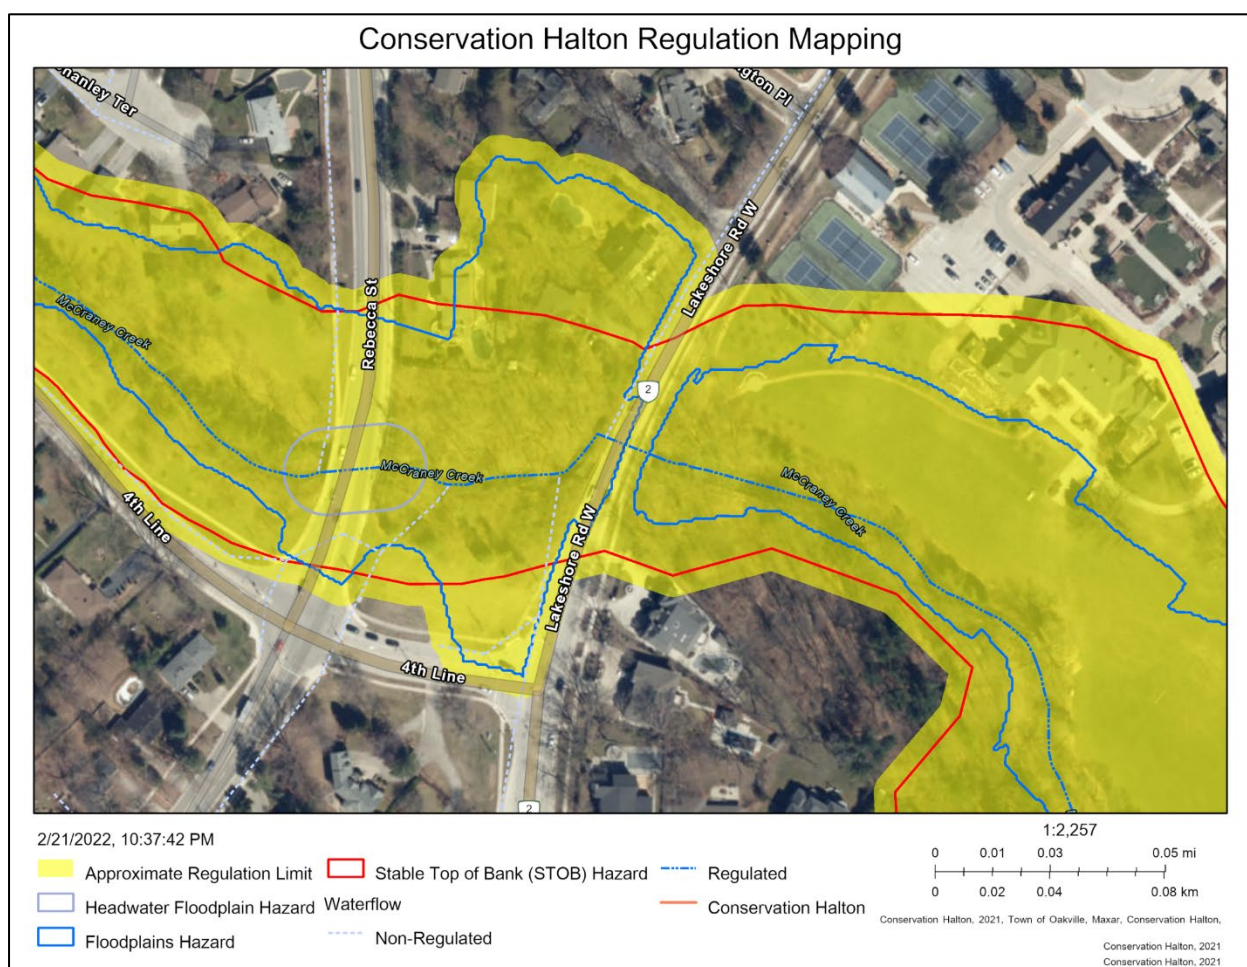 Conservation Halton Regulation Mapping
Ter
Pl
Lakeshore Rd W
Rebecca St
McCraney Creek
2
McCraney Creek
McCraney Creek
4th Line
Lakeshore Rd W
4th Line
2
2/21/2022, 10:37:42 PM
1:2,257
0 0.01 0.03 0.05 mi
0 0.02 0.04 0.08 km
Approximate Regulation Limit
Stable Top of Bank (STOB) Hazard
Regulated
Headwater Floodplain Hazard
Waterflow
Conservation Halton
Floodplains Hazard
Non-Regulated
Conservation Halton, 2021, Town of Oakville, Maxar, Conservation Halton,
Conservation Halton, 2021
Conservation Halton, 2021